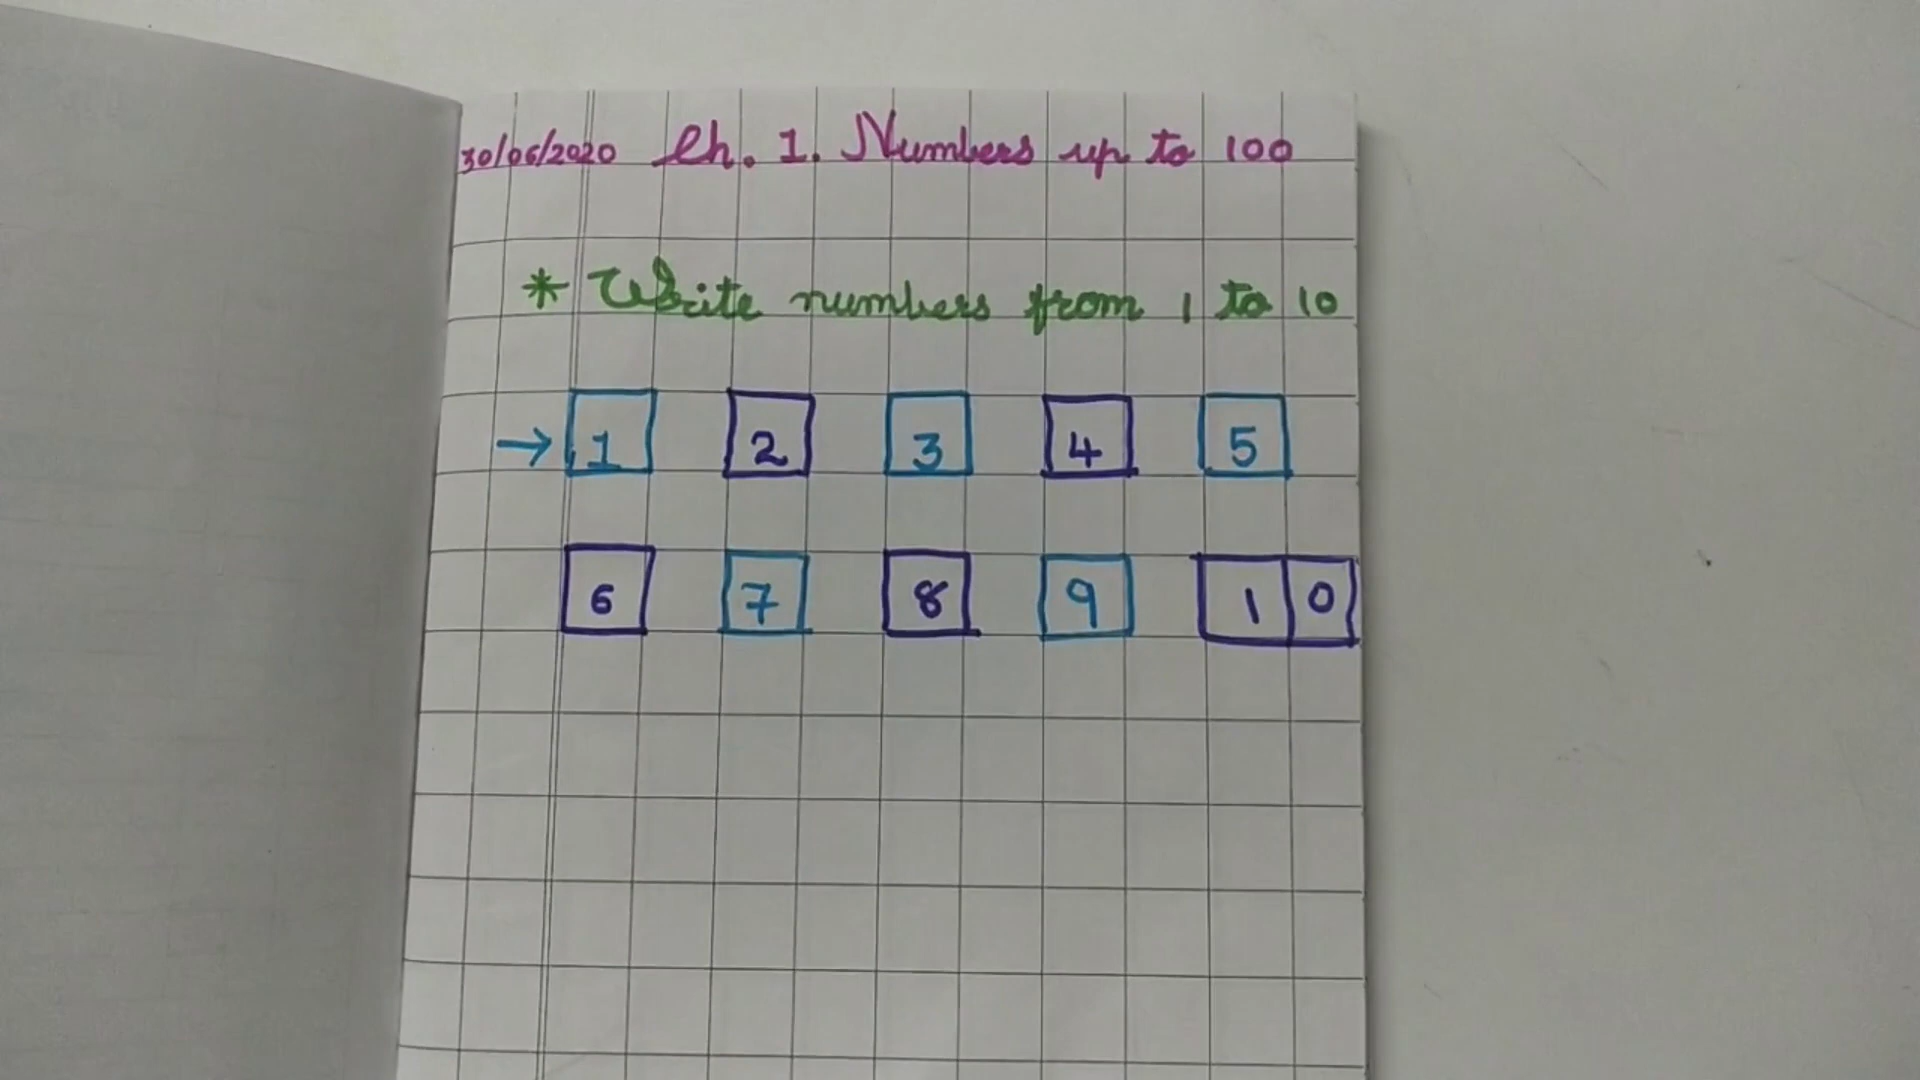 30/06/2020 Ch. 1. Numbers up to 100
* Write numbers from 1 to 10
→ 1 2 3 4 5
6 7 8 9 10